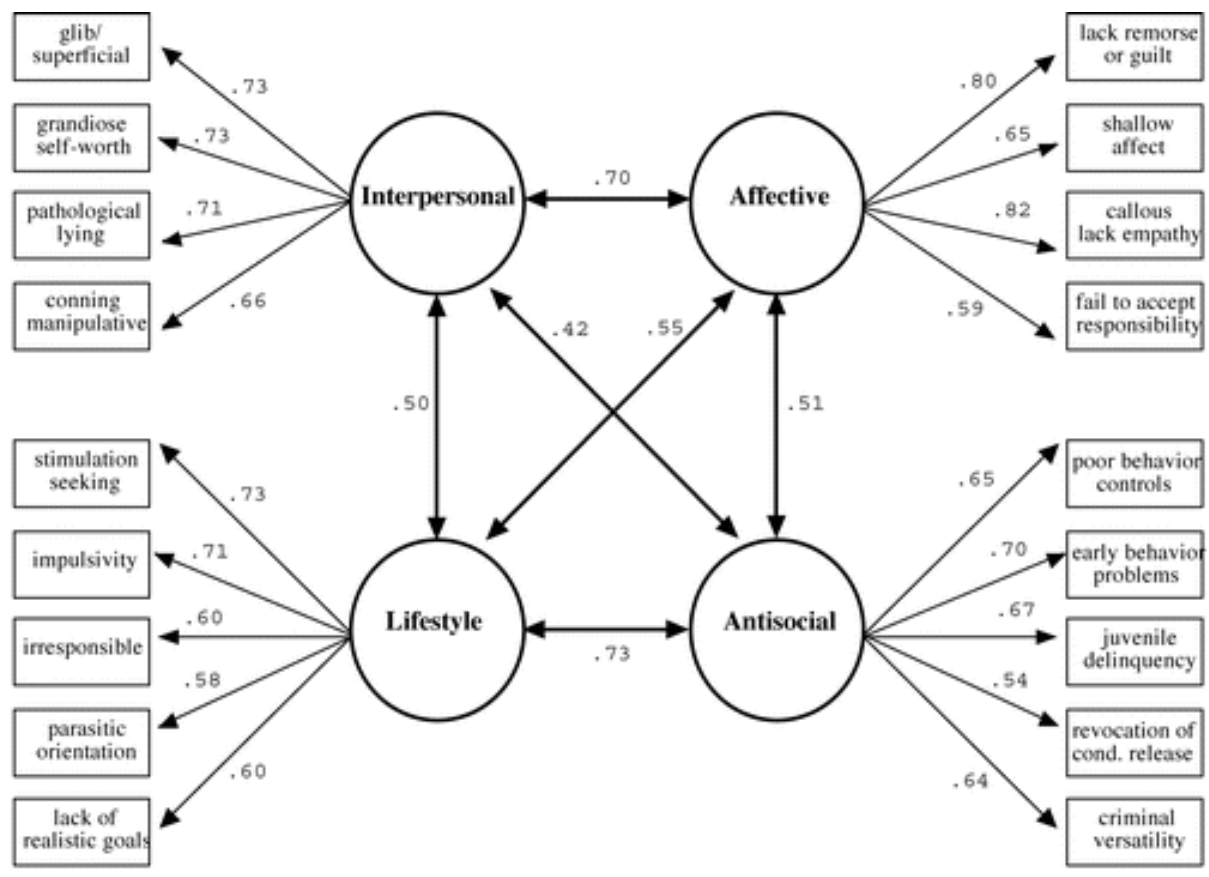 glib/
superficial
.73
grandiose
self-worth
.73
pathological
lying
.71
conning
manipulative
.66
Interpersonal
.70
Affective
lack remorse
or guilt
.80
shallow
affect
.65
callous
lack empathy
.82
fail to accept
responsibility
.59
.50
.42
.55
.51
stimulation
seeking
.73
impulsivity
.71
irresponsible
.60
parasitic
orientation
.58
lack of
realistic goals
.60
Lifestyle
.73
Antisocial
poor behavior
controls
.65
early behavior
problems
.70
juvenile
delinquency
.67
revocation of
cond. release
.54
criminal
versatility
.64